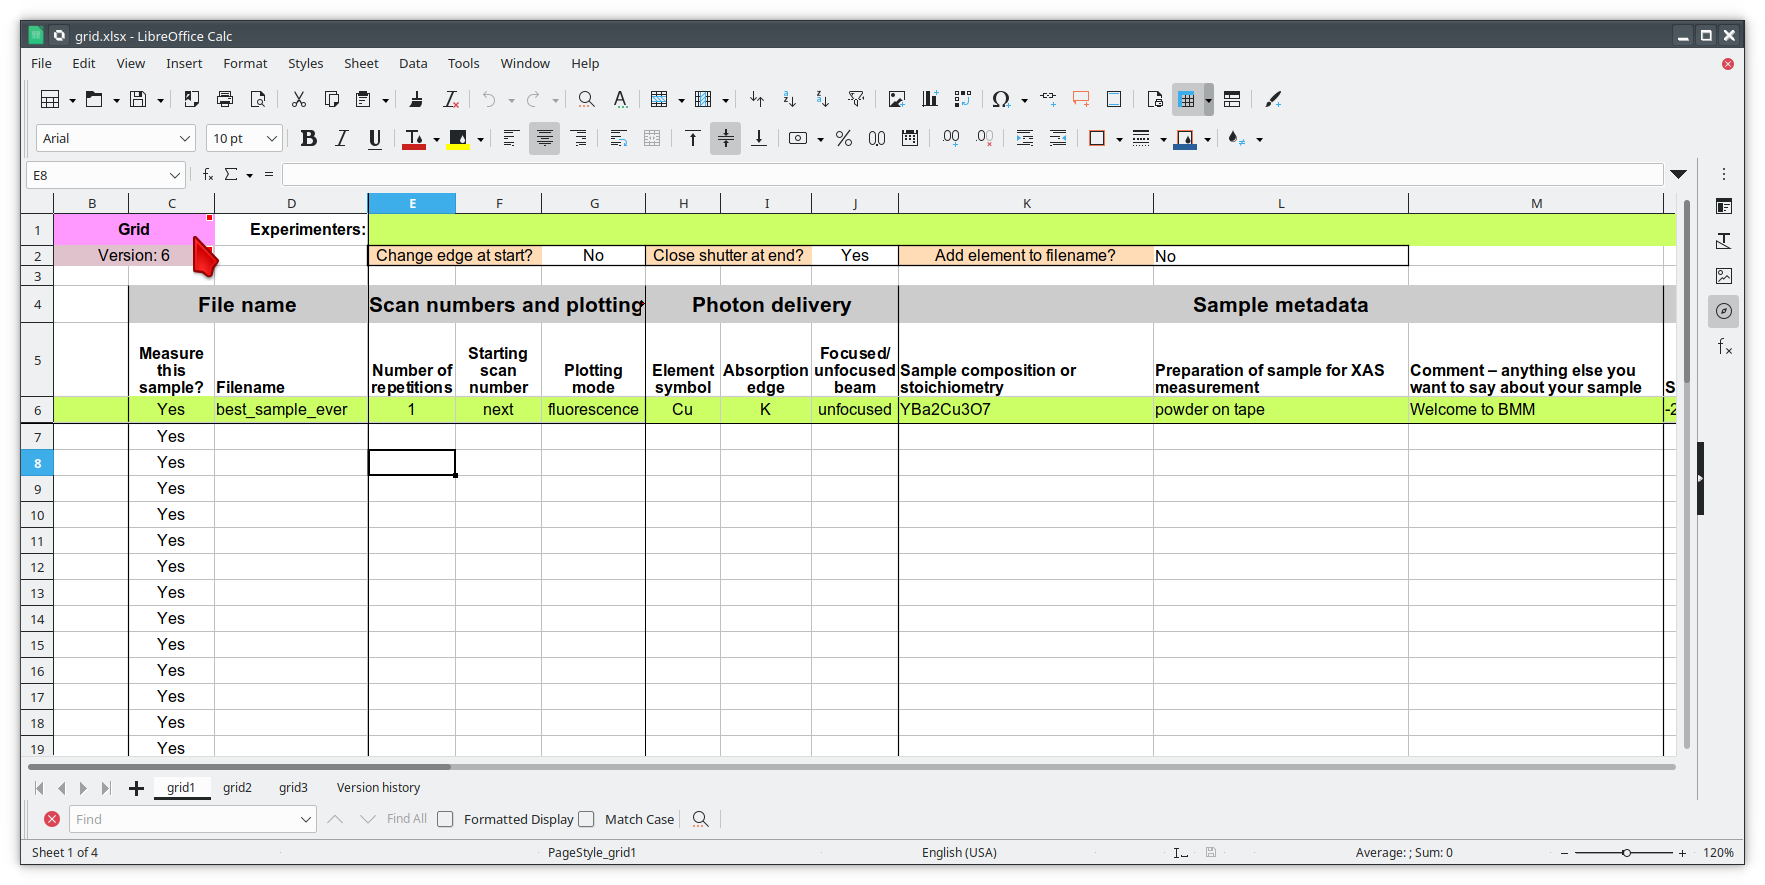 grid.xlsx - LibreOffice Calc
File Edit View Insert Format Styles Sheet Data Tools Window Help
Arial 10 pt
E8
B C D E F G H I J K L M
1 Grid Experimenters:
2 Version: 6 Change edge at start? No Close shutter at end? Yes Add element to filename? No
3
4 File name Scan numbers and plotting Photon delivery Sample metadata
5 Measure this sample? Filename Number of repetitions Starting scan number Plotting mode Element symbol Absorption edge Focused/ unfocused beam Sample composition or stoichiometry Preparation of sample for XAS measurement Comment – anything else you want to say about your sample S
6 Yes best_sample_ever 1 next fluorescence Cu K unfocused YBa2Cu3O7 powder on tape Welcome to BMM -2
7 Yes
8 Yes
9 Yes
10 Yes
11 Yes
12 Yes
13 Yes
14 Yes
15 Yes
16 Yes
17 Yes
18 Yes
19 Yes
grid1 grid2 grid3 Version history
Find Find All Formatted Display Match Case
Sheet 1 of 4 PageStyle_grid1 English (USA) Average: ; Sum: 0 120%